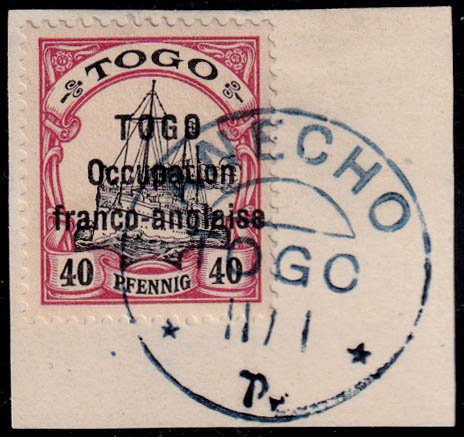 TOGO
TOGO
Occupation
franco-anglaise
40 PFENNIG 40
ANECHO
TOGO